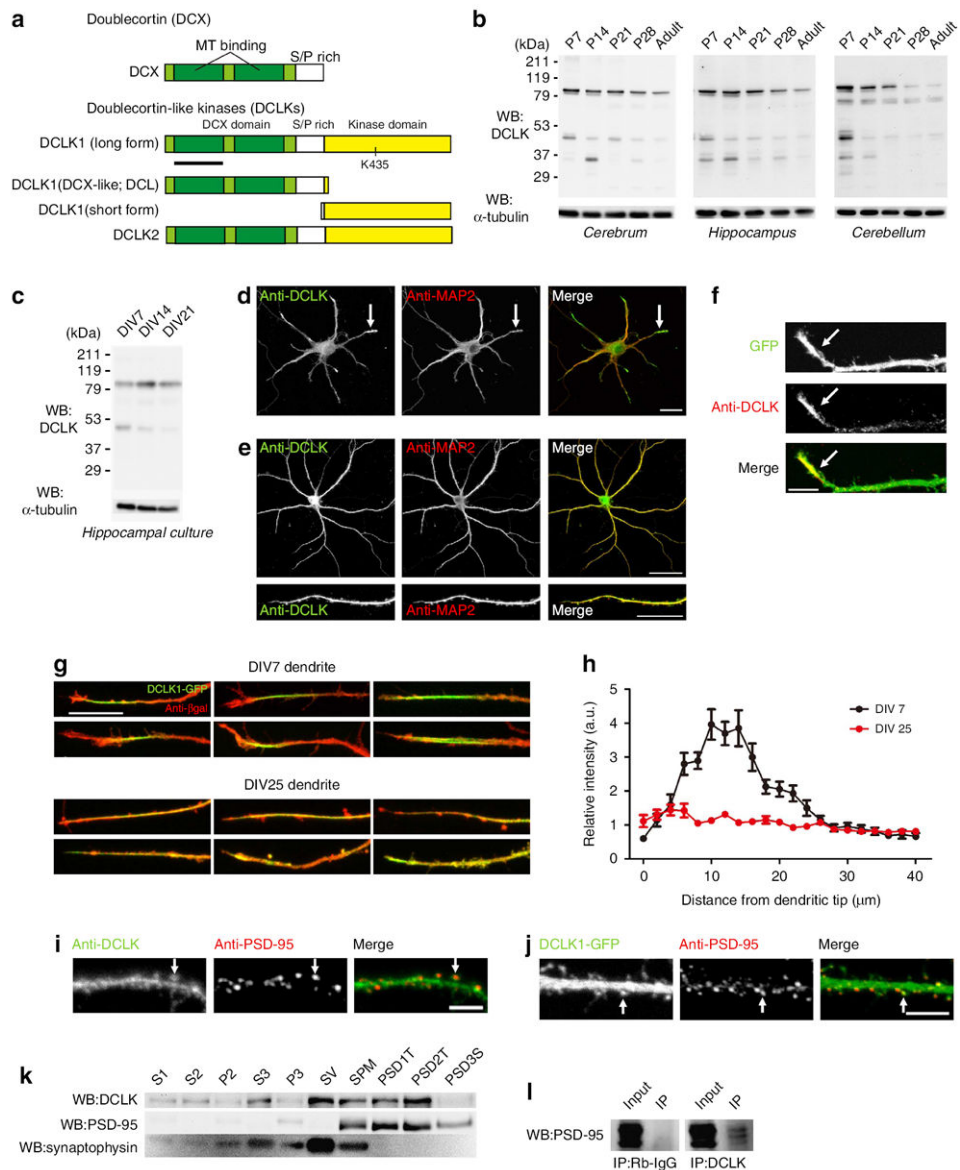 a
Doublecortin (DCX)
MT binding
S/P rich
DCX
Doublecortin-like kinases (DCLKs)
DCX domain
S/P rich
Kinase domain
DCLK1 (long form)
K435
DCLK1(DCX-like; DCL)
DCLK1(short form)
DCLK2
b
P7 P14 P21 P28 Adult
P7 P14 P21 P28 Adult
P7 P14 P21 P28 Adult
(kDa)
211
119
79
WB:
DCLK
53
37
29
WB:
α-tubulin
Cerebrum
Hippocampus
Cerebellum
c
DIV7 DIV14 DIV21
(kDa)
211
119
79
WB:
DCLK
53
37
29
WB:
α-tubulin
Hippocampal culture
d
Anti-DCLK
Anti-MAP2
Merge
e
Anti-DCLK
Anti-MAP2
Merge
Anti-DCLK
Anti-MAP2
Merge
f
GFP
Anti-DCLK
Merge
g
DIV7 dendrite
DCLK1-GFP
Anti-βgal
DIV25 dendrite
h
Relative intensity (a.u.)
5
4
3
2
1
0
DIV 7
DIV 25
0 10 20 30 40
Distance from dendritic tip (μm)
i
Anti-DCLK
Anti-PSD-95
Merge
j
DCLK1-GFP
Anti-PSD-95
Merge
k
S1 S2 P2 S3 P3 SV SPM PSD1T PSD2T PSD3S
WB:DCLK
WB:PSD-95
WB:synaptophysin
l
Input IP Input IP
WB:PSD-95
IP:Rb-IgG
IP:DCLK